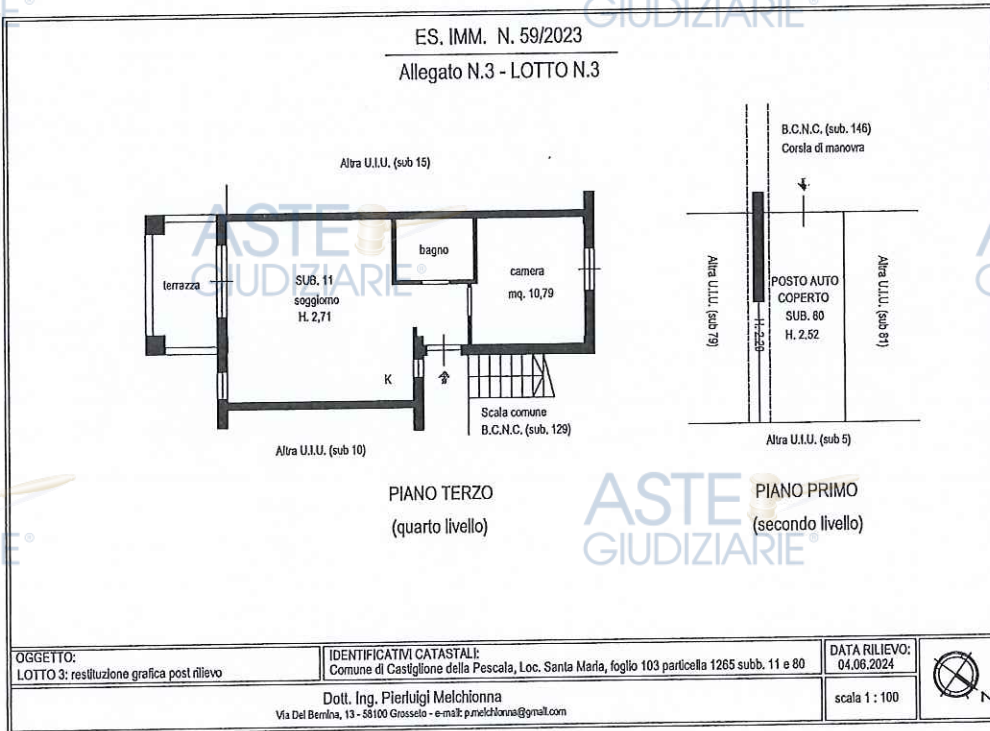 ES. IMM. N. 59/2023
Allegato N.3 - LOTTO N.3
Altra U.I.U. (sub 15)
B.C.N.C. (sub. 146)
Corsia di manovra
terrazza
SUB. 11
soggiorno
H. 2,71
bagno
camera
mq. 10,79
K
Scala comune
B.C.N.C. (sub. 129)
Altra U.I.U. (sub 10)
Altra U.I.U. (sub 79)
H. 2,20
POSTO AUTO
COPERTO
SUB. 80
H. 2,52
Altra U.I.U. (sub 81)
Altra U.I.U. (sub 5)
PIANO TERZO
(quarto livello)
PIANO PRIMO
(secondo livello)
ASTE
GIUDIZIARIE®
ASTE
GIUDIZIARIE®
GIUDIZIARIE®
OGGETTO:
LOTTO 3: restituzione grafica post rilievo
IDENTIFICATIVI CATASTALI:
Comune di Castiglione della Pescala, Loc. Santa Maria, foglio 103 particella 1265 subb. 11 e 80
DATA RILIEVO:
04.06.2024
Dott. Ing. Pierluigi Melchionna
Via Del Bernina, 13 - 58100 Grosseto - e-mail: p.melchionna@gmail.com
scala 1 : 100
N